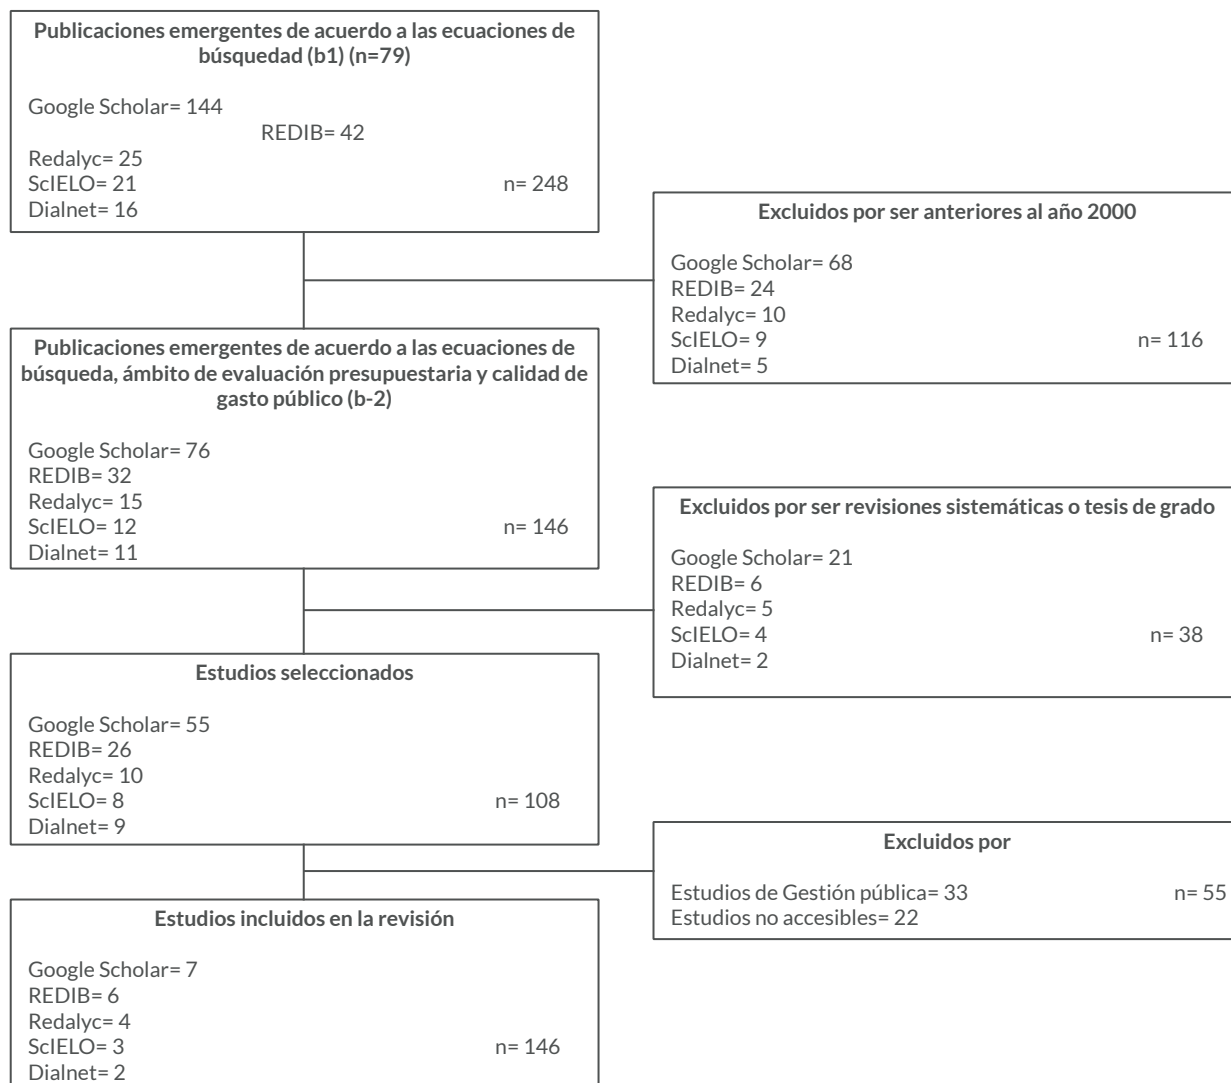 Publicaciones emergentes de acuerdo a las ecuaciones de
búsquedad (b1) (n=79)
Google Scholar= 144
REDIB= 42
Redalyc= 25
ScIELO= 21
n= 248
Dialnet= 16
Excluidos por ser anteriores al año 2000
Google Scholar= 68
REDIB= 24
Redalyc= 10
ScIELO= 9
n= 116
Dialnet= 5
Publicaciones emergentes de acuerdo a las ecuaciones de
búsqueda, ámbito de evaluación presupuestaria y calidad de
gasto público (b-2)
Google Scholar= 76
REDIB= 32
Redalyc= 15
ScIELO= 12
n= 146
Dialnet= 11
Excluidos por ser revisiones sistemáticas o tesis de grado
Google Scholar= 21
REDIB= 6
Redalyc= 5
ScIELO= 4
n= 38
Dialnet= 2
Estudios seleccionados
Google Scholar= 55
REDIB= 26
Redalyc= 10
ScIELO= 8
n= 108
Dialnet= 9
Excluidos por
Estudios de Gestión pública= 33
n= 55
Estudios no accesibles= 22
Estudios incluidos en la revisión
Google Scholar= 7
REDIB= 6
Redalyc= 4
ScIELO= 3
n= 146
Dialnet= 2